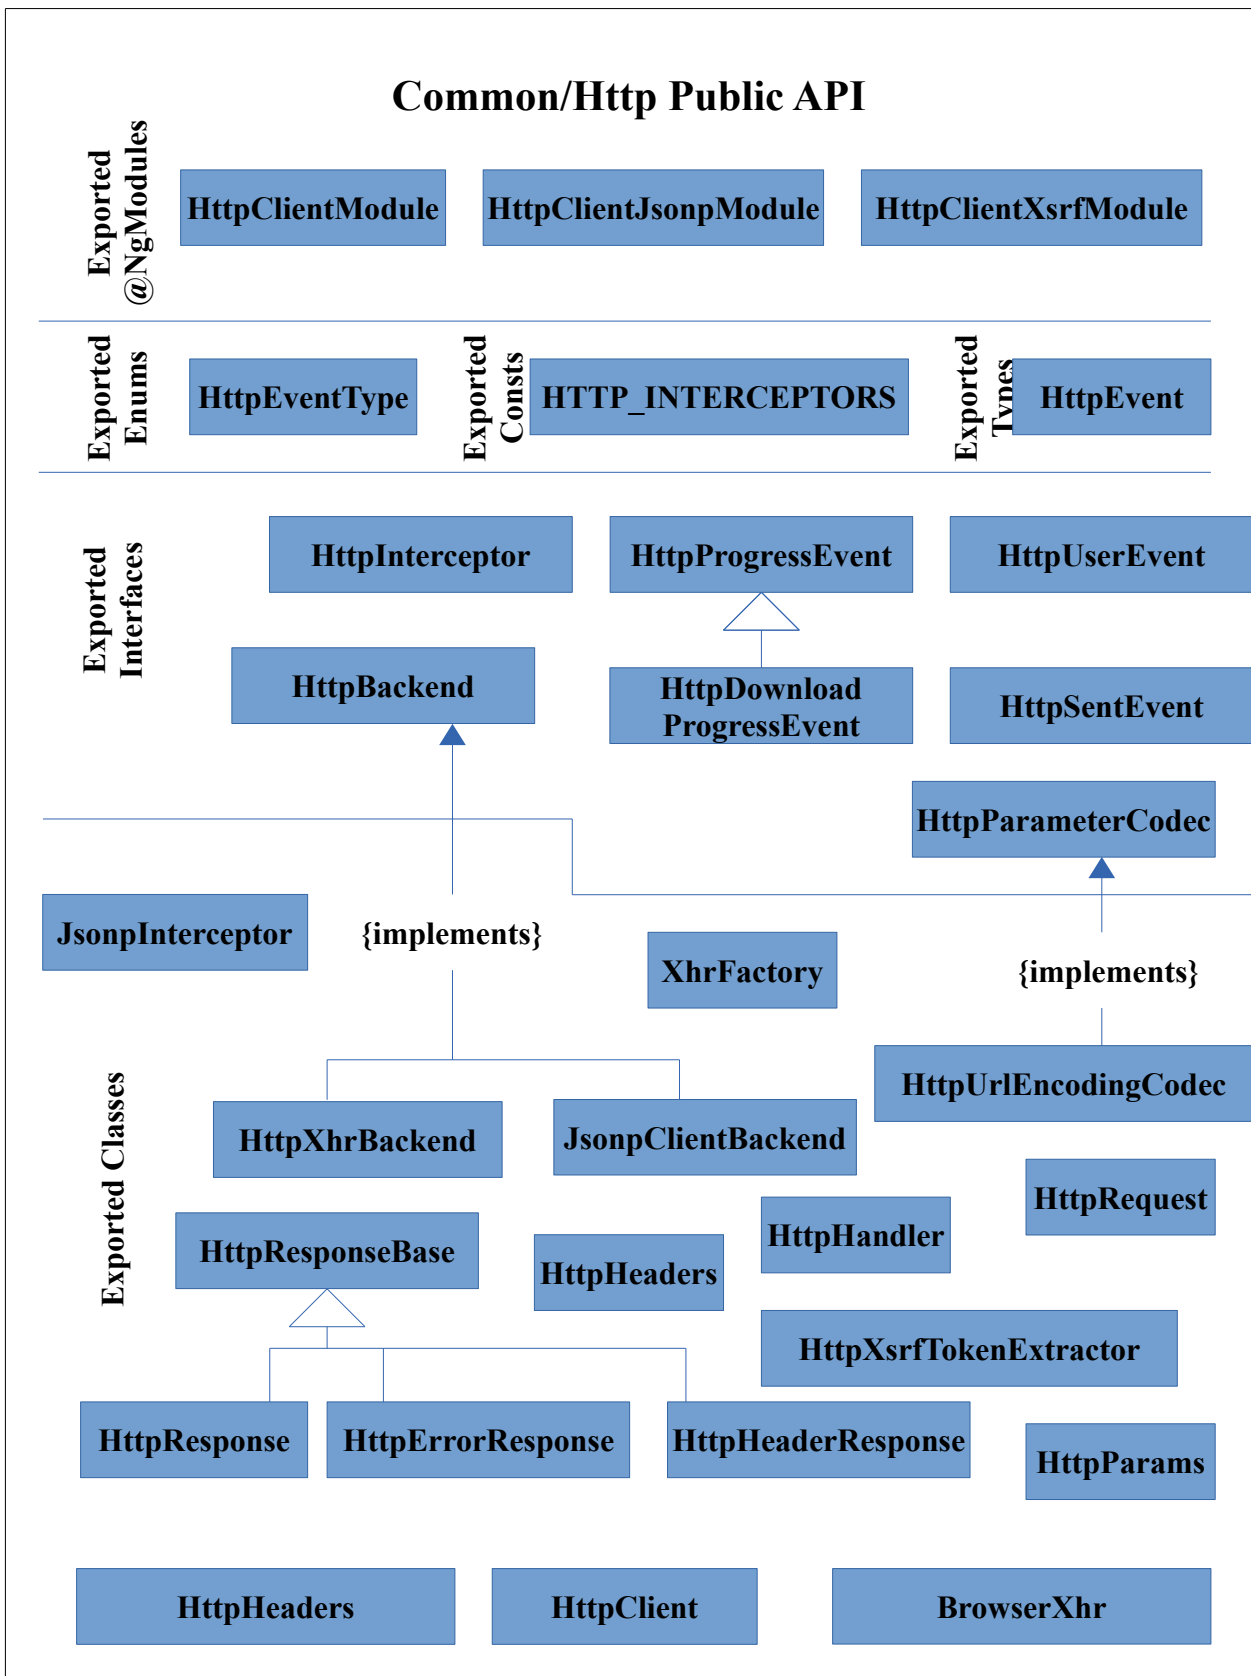 Common/Http Public API
Exported
@NgModules
HttpClientModule
HttpClientJsonpModule
HttpClientXsrfModule
Exported
Enums
HttpEventType
Exported
Consts
HTTP_INTERCEPTORS
Exported
Types
HttpEvent
Exported
Interfaces
HttpInterceptor
HttpProgressEvent
HttpUserEvent
HttpBackend
HttpDownload
ProgressEvent
HttpSentEvent
HttpParameterCodec
JsonpInterceptor
{implements}
XhrFactory
{implements}
Exported Classes
HttpUrlEncodingCodec
HttpXhrBackend
JsonpClientBackend
HttpRequest
HttpResponseBase
HttpHeaders
HttpHandler
HttpXsrfTokenExtractor
HttpResponse
HttpErrorResponse
HttpHeaderResponse
HttpParams
HttpHeaders
HttpClient
BrowserXhr